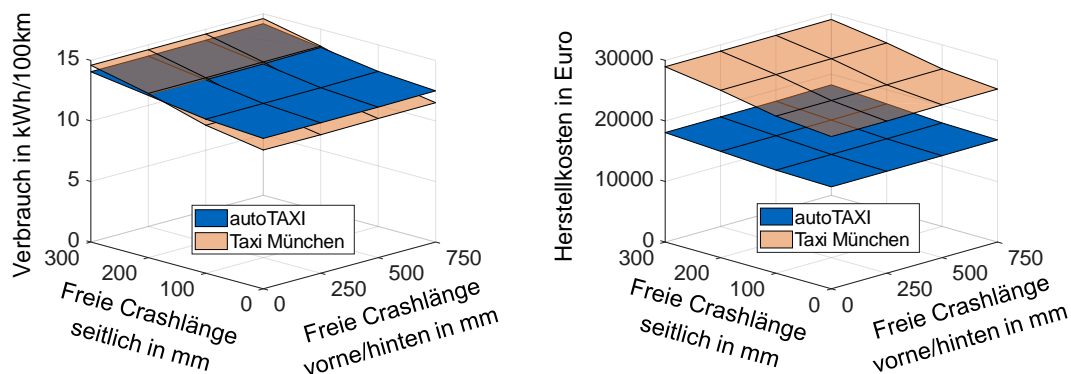 Verbrauch in kWh/100km
15
10
5
0
300
200
100
0
0
250
500
750
Freie Crashlänge
seitlich in mm
Freie Crashlänge
vorne/hinten in mm
autoTAXI
Taxi München
Herstellkosten in Euro
30000
20000
10000
0
300
200
100
0
0
250
500
750
Freie Crashlänge
seitlich in mm
Freie Crashlänge
vorne/hinten in mm
autoTAXI
Taxi München